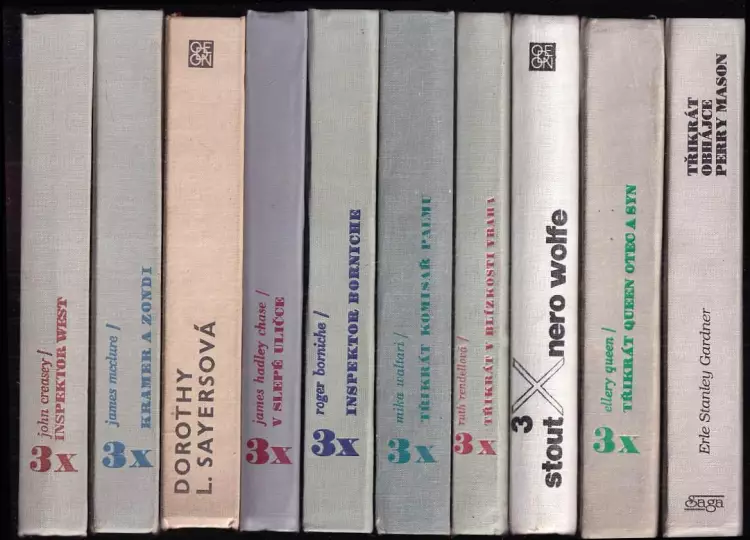 john creasey /
INSPEKTOR WEST
3x
james mcclure /
KRAMER A ZONDI
3x
ODEON
DOROTHY
L. SAYERSOVÁ
james hadley chase /
V SLEPÉ ULIČCE
3x
roger borniche /
INSPEKTOR BORNICHE
3x
mika waltari /
TŘIKRÁT KOMISAŘ PALMU
3x
ruth rendellová /
TŘIKRÁT V BLÍZKOSTI VRAHA
3x
ODEON
3
stout X nero wolfe
ellery queen /
TŘIKRÁT QUEEN OTEC A SYN
3x
TŘIKRÁT
OBHÁJCE
PERRY MASON
Erle Stanley Gardner
Saga